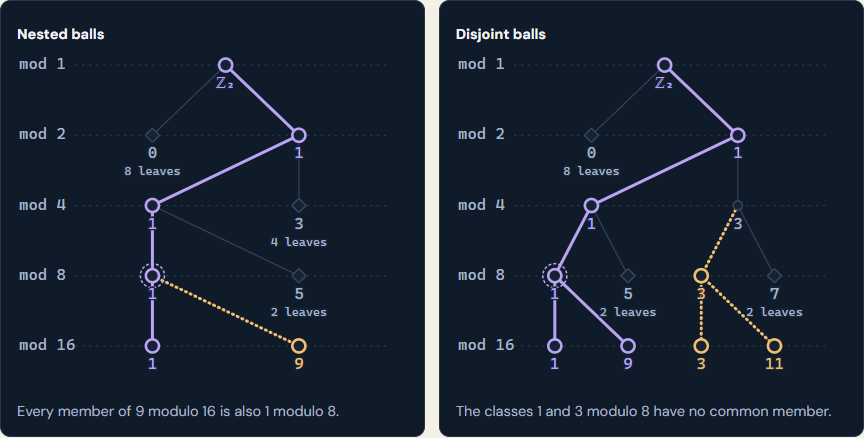 Nested balls
mod 1
ℤ₂
mod 2
0
1
8 leaves
mod 4
1
3
4 leaves
mod 8
1
5
2 leaves
mod 16
1
9
Every member of 9 modulo 16 is also 1 modulo 8.
Disjoint balls
mod 1
ℤ₂
mod 2
0
1
8 leaves
mod 4
1
3
mod 8
1
5
3
7
2 leaves
2 leaves
mod 16
1
9
3
11
The classes 1 and 3 modulo 8 have no common member.